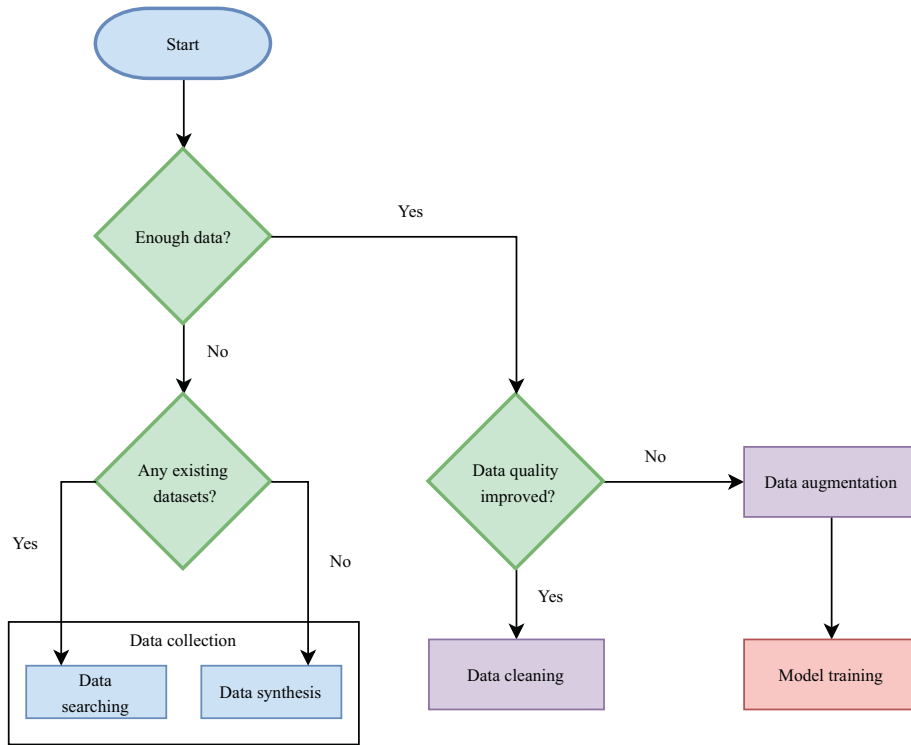 Start
Enough data?
Yes
No
Any existing
datasets?
Data quality
improved?
No
Data augmentation
Yes
No
Yes
Data collection
Data
searching
Data synthesis
Data cleaning
Model training